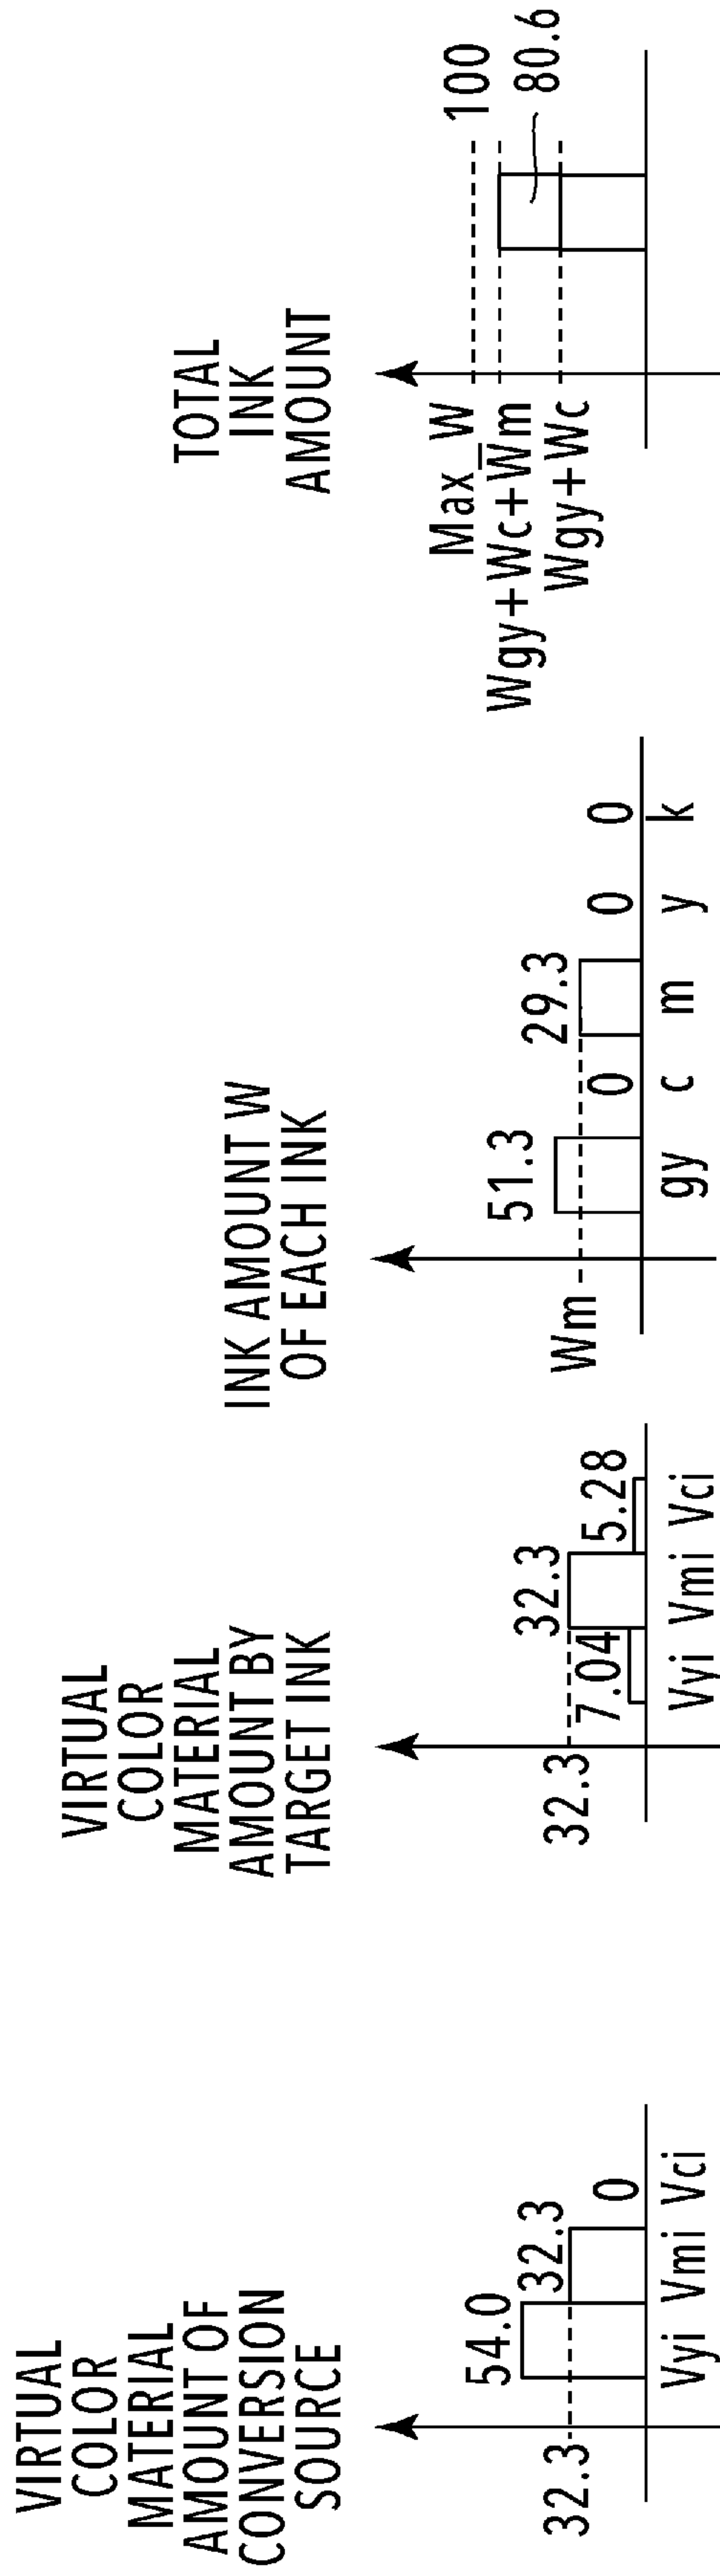 VIRTUAL
COLOR
MATERIAL
AMOUNT OF
CONVERSION
SOURCE
54.0
32.3
32.3
0
Vyi Vmi Vci
VIRTUAL
COLOR
MATERIAL
AMOUNT BY
TARGET INK
32.3
32.3
7.04
5.28
Vyi Vmi Vci
INK AMOUNT W
OF EACH INK
51.3
29.3
Wm
0
0
0
gy c m y k
TOTAL
INK
AMOUNT
Max_W
100
Wgy+Wc+Wm
80.6
Wgy+Wc